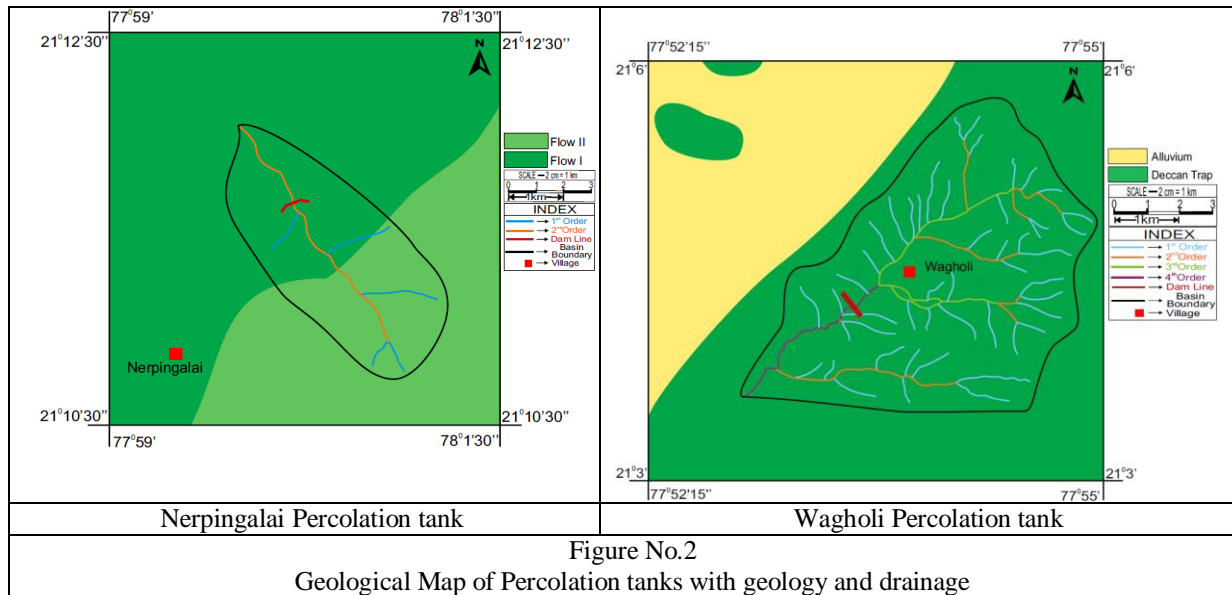 77°59' 78°1'30''
21°12'30'' 21°12'30''
N
Flow II
Flow I
SCALE — 2 cm = 1 km
0 1 2 3
1km
INDEX
1st Order
2nd Order
Dam Line
Basin
Boundary
Village
Nerpingalai
21°10'30'' 21°10'30''
77°59' 78°1'30''
Nerpingalai Percolation tank
77°52'15'' 77°55'
21°6' 21°6'
N
Alluvium
Deccan Trap
SCALE — 2 cm = 1 km
0 1 2 3
1km
INDEX
1st Order
2nd Order
3rd Order
4th Order
Dam Line
Basin
Boundary
Village
Wagholi
21°3' 21°3'
77°52'15'' 77°55'
Wagholi Percolation tank
Figure No.2
Geological Map of Percolation tanks with geology and drainage